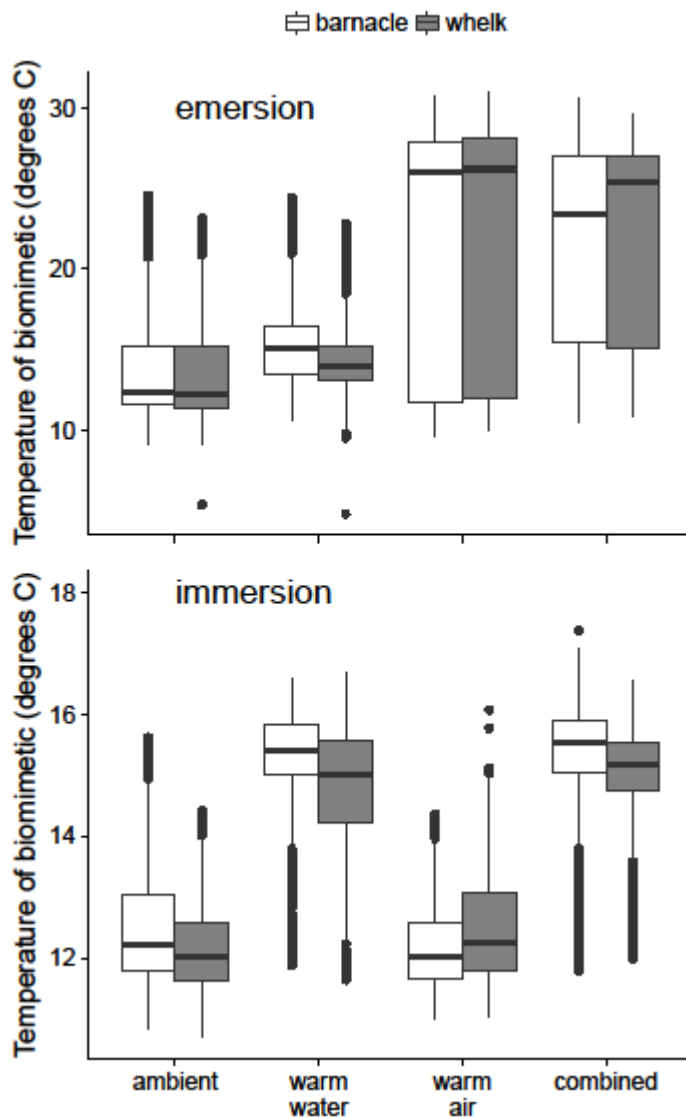 barnacle whelk
Temperature of biomimetic (degrees C)
emersion
30
20
10
Temperature of biomimetic (degrees C)
immersion
18
16
14
12
ambient
warm
water
warm
air
combined